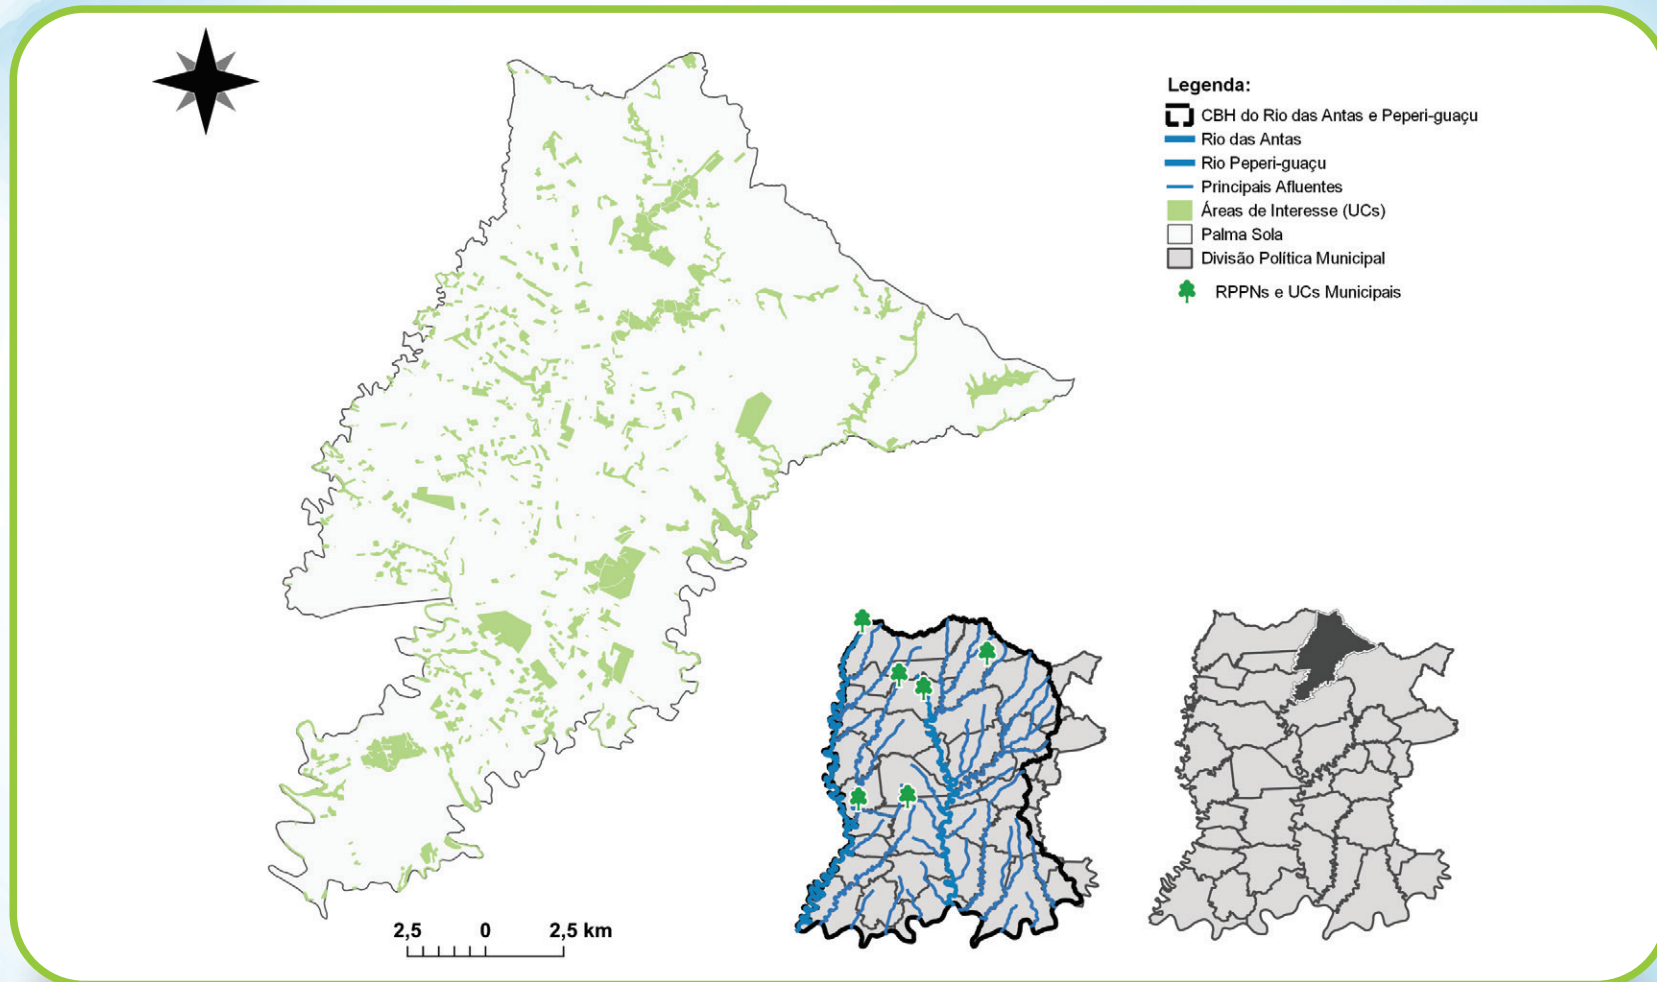 Legenda:
CBH do Rio das Antas e Peperi-guaçu
Rio das Antas
Rio Peperi-guaçu
Principais Afluentes
Áreas de Interesse (UCs)
Palma Sola
Divisão Política Municipal
RPPNs e UCs Municipais
2,5 0 2,5 km